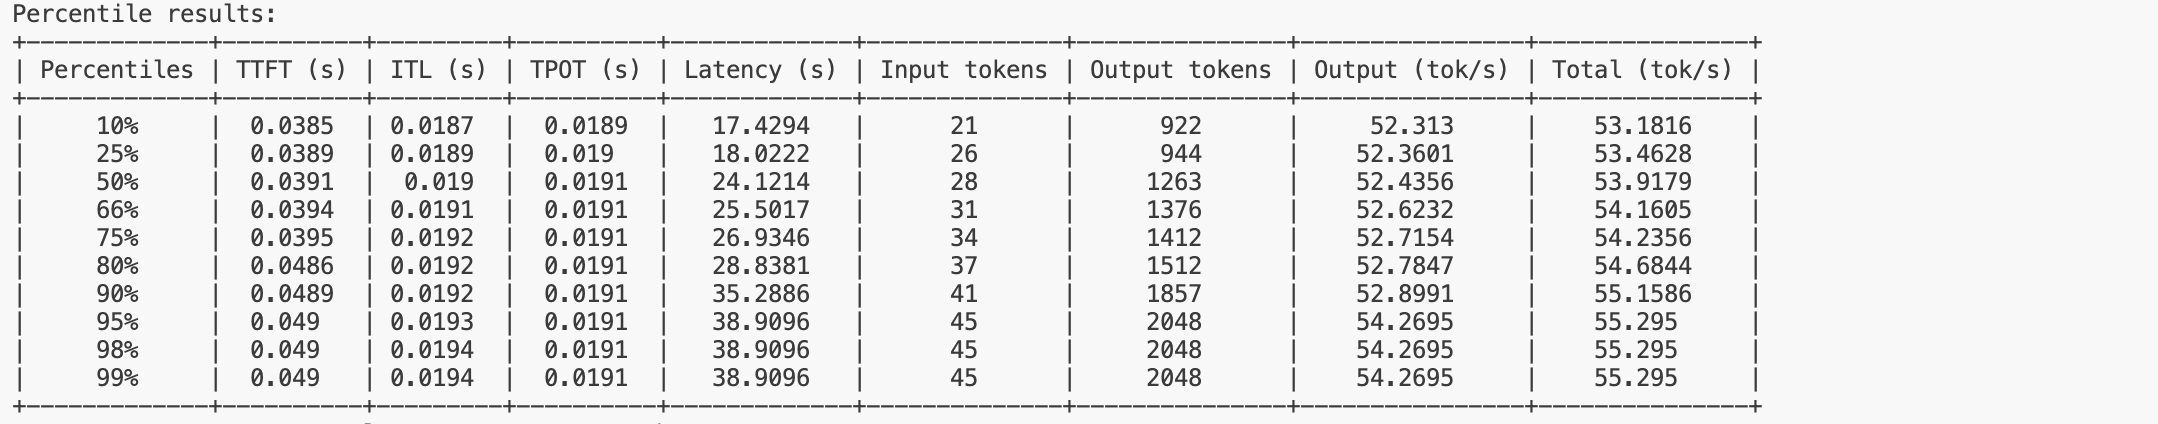 Percentile results:
+-------------+----------+---------+----------+-------------+--------------+---------------+----------------+---------------+
| Percentiles | TTFT (s) | ITL (s) | TPOT (s) | Latency (s) | Input tokens | Output tokens | Output (tok/s) | Total (tok/s) |
+-------------+----------+---------+----------+-------------+--------------+---------------+----------------+---------------+
|     10%     |  0.0385  | 0.0187  |  0.0189  |   17.4294   |      21      |      922      |     52.313     |    53.1816    |
|     25%     |  0.0389  | 0.0189  |  0.019   |   18.0222   |      26      |      944      |    52.3601     |    53.4628    |
|     50%     |  0.0391  |  0.019  |  0.0191  |   24.1214   |      28      |     1263      |    52.4356     |    53.9179    |
|     66%     |  0.0394  | 0.0191  |  0.0191  |   25.5017   |      31      |     1376      |    52.6232     |    54.1605    |
|     75%     |  0.0395  | 0.0192  |  0.0191  |   26.9346   |      34      |     1412      |    52.7154     |    54.2356    |
|     80%     |  0.0486  | 0.0192  |  0.0191  |   28.8381   |      37      |     1512      |    52.7847     |    54.6844    |
|     90%     |  0.0489  | 0.0192  |  0.0191  |   35.2886   |      41      |     1857      |    52.8991     |    55.1586    |
|     95%     |  0.049   | 0.0193  |  0.0191  |   38.9096   |      45      |     2048      |    54.2695     |    55.295     |
|     98%     |  0.049   | 0.0194  |  0.0191  |   38.9096   |      45      |     2048      |    54.2695     |    55.295     |
|     99%     |  0.049   | 0.0194  |  0.0191  |   38.9096   |      45      |     2048      |    54.2695     |    55.295     |
+-------------+----------+---------+----------+-------------+--------------+---------------+----------------+---------------+